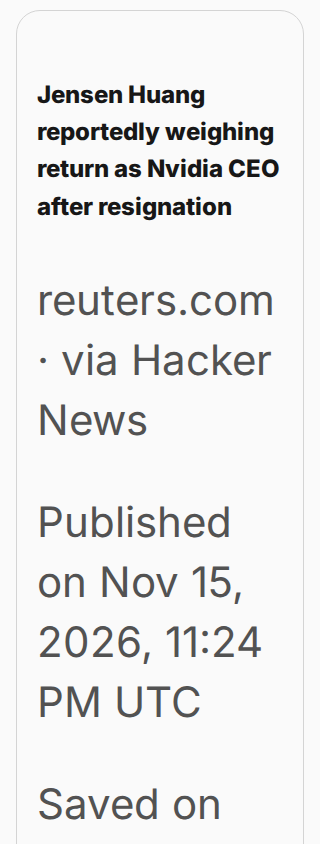 Jensen Huang
reportedly weighing
return as Nvidia CEO
after resignation
reuters.com
· via Hacker
News
Published
on Nov 15,
2026, 11:24
PM UTC
Saved on